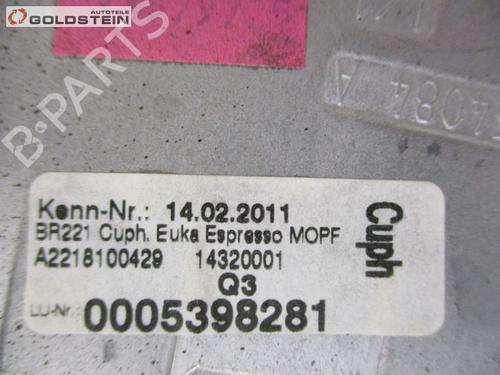 GOLDSTEIN
Autoteile
B-PARTS
Kenn-Nr.: 14.02.2011
BR221 Cuph. Euka Espresso MOPF
A2218100429 14320001
Q3
LU-Nr.: 0005398281
Cuph